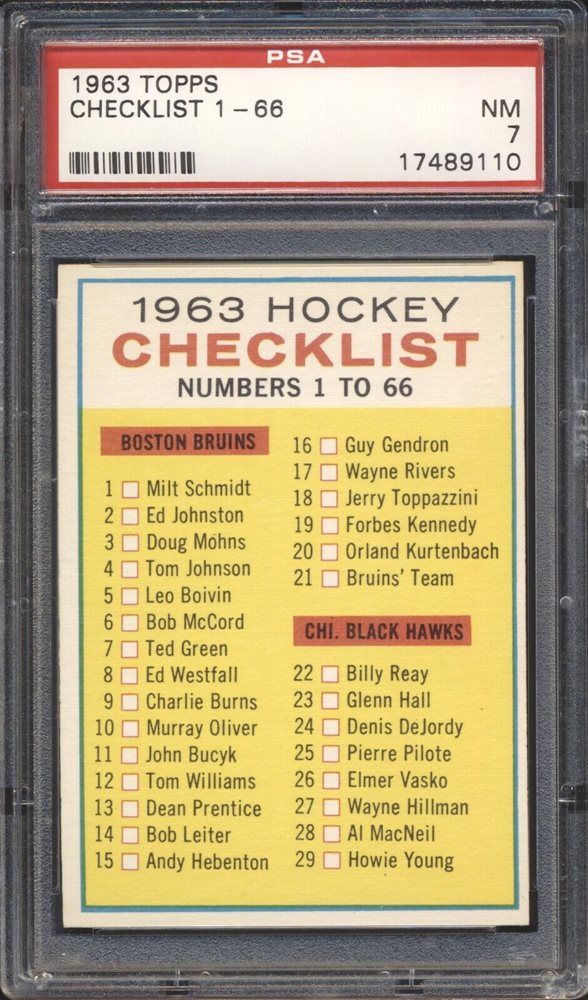 PSA
1963 TOPPS
CHECKLIST 1-66
NM
7
17489110
1963 HOCKEY
CHECKLIST
NUMBERS 1 TO 66
BOSTON BRUINS
1 Milt Schmidt
2 Ed Johnston
3 Doug Mohns
4 Tom Johnson
5 Leo Boivin
6 Bob McCord
7 Ted Green
8 Ed Westfall
9 Charlie Burns
10 Murray Oliver
11 John Bucyk
12 Tom Williams
13 Dean Prentice
14 Bob Leiter
15 Andy Hebenton
16 Guy Gendron
17 Wayne Rivers
18 Jerry Toppazzini
19 Forbes Kennedy
20 Orland Kurtenbach
21 Bruins' Team
CHI. BLACK HAWKS
22 Billy Reay
23 Glenn Hall
24 Denis DeJordy
25 Pierre Pilote
26 Elmer Vasko
27 Wayne Hillman
28 Al MacNeil
29 Howie Young